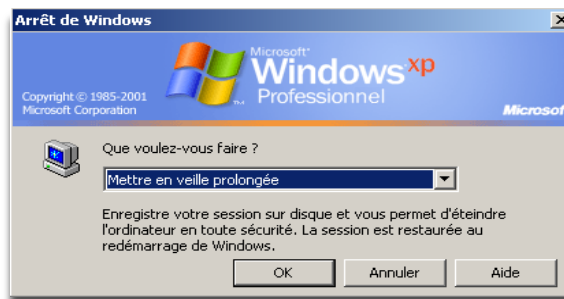 Arrêt de Windows
Microsoft®
Windows xp
Professionnel
Copyright © 1985-2001
Microsoft Corporation
Microsoft
Que voulez-vous faire ?
Mettre en veille prolongée
Enregistre votre session sur disque et vous permet d'éteindre
l'ordinateur en toute sécurité. La session est restaurée au
redémarrage de Windows.
OK Annuler Aide